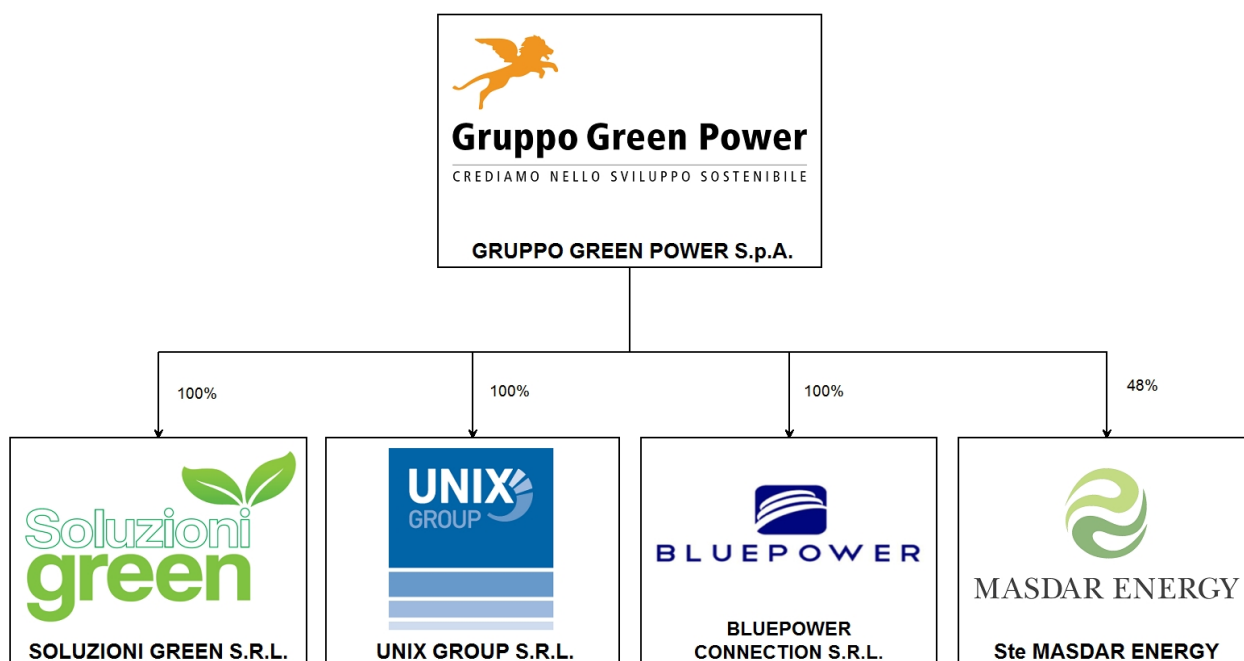 Gruppo Green Power
CREDIAMO NELLO SVILUPPO SOSTENIBILE
GRUPPO GREEN POWER S.p.A.
100%
100%
100%
48%
Soluzioni
green
SOLUZIONI GREEN S.R.L.
UNIX
GROUP
UNIX GROUP S.R.L.
BLUEPOWER
BLUEPOWER
CONNECTION S.R.L.
MASDAR ENERGY
Ste MASDAR ENERGY